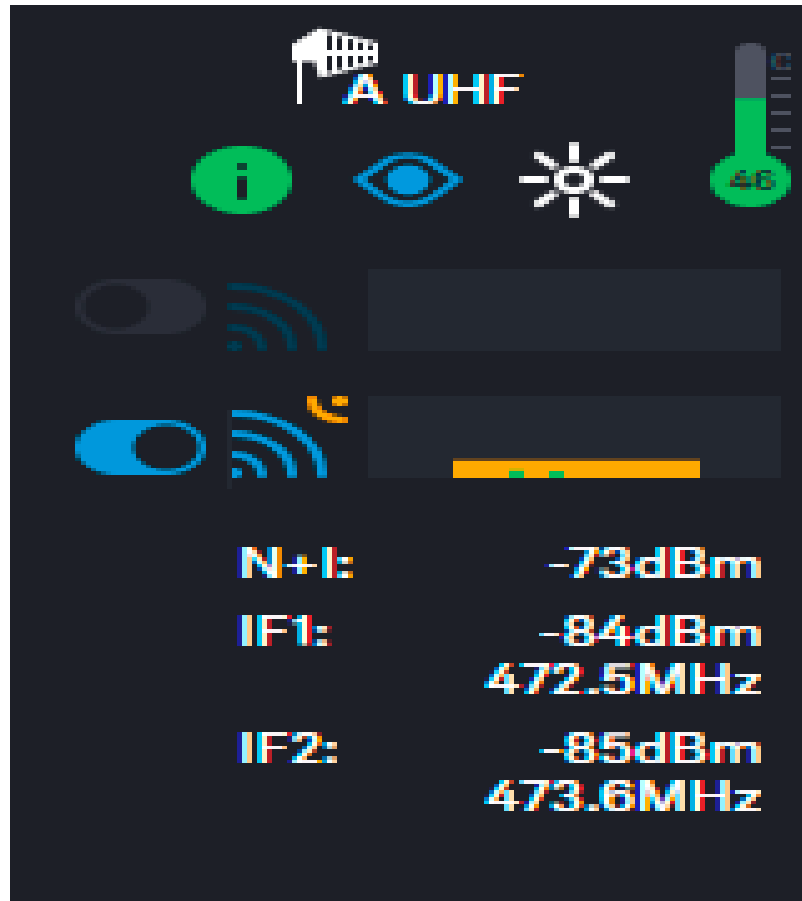 A UHF
C
i
46
N+I: -73dBm
IF1: -84dBm
472.5MHz
IF2: -85dBm
473.6MHz